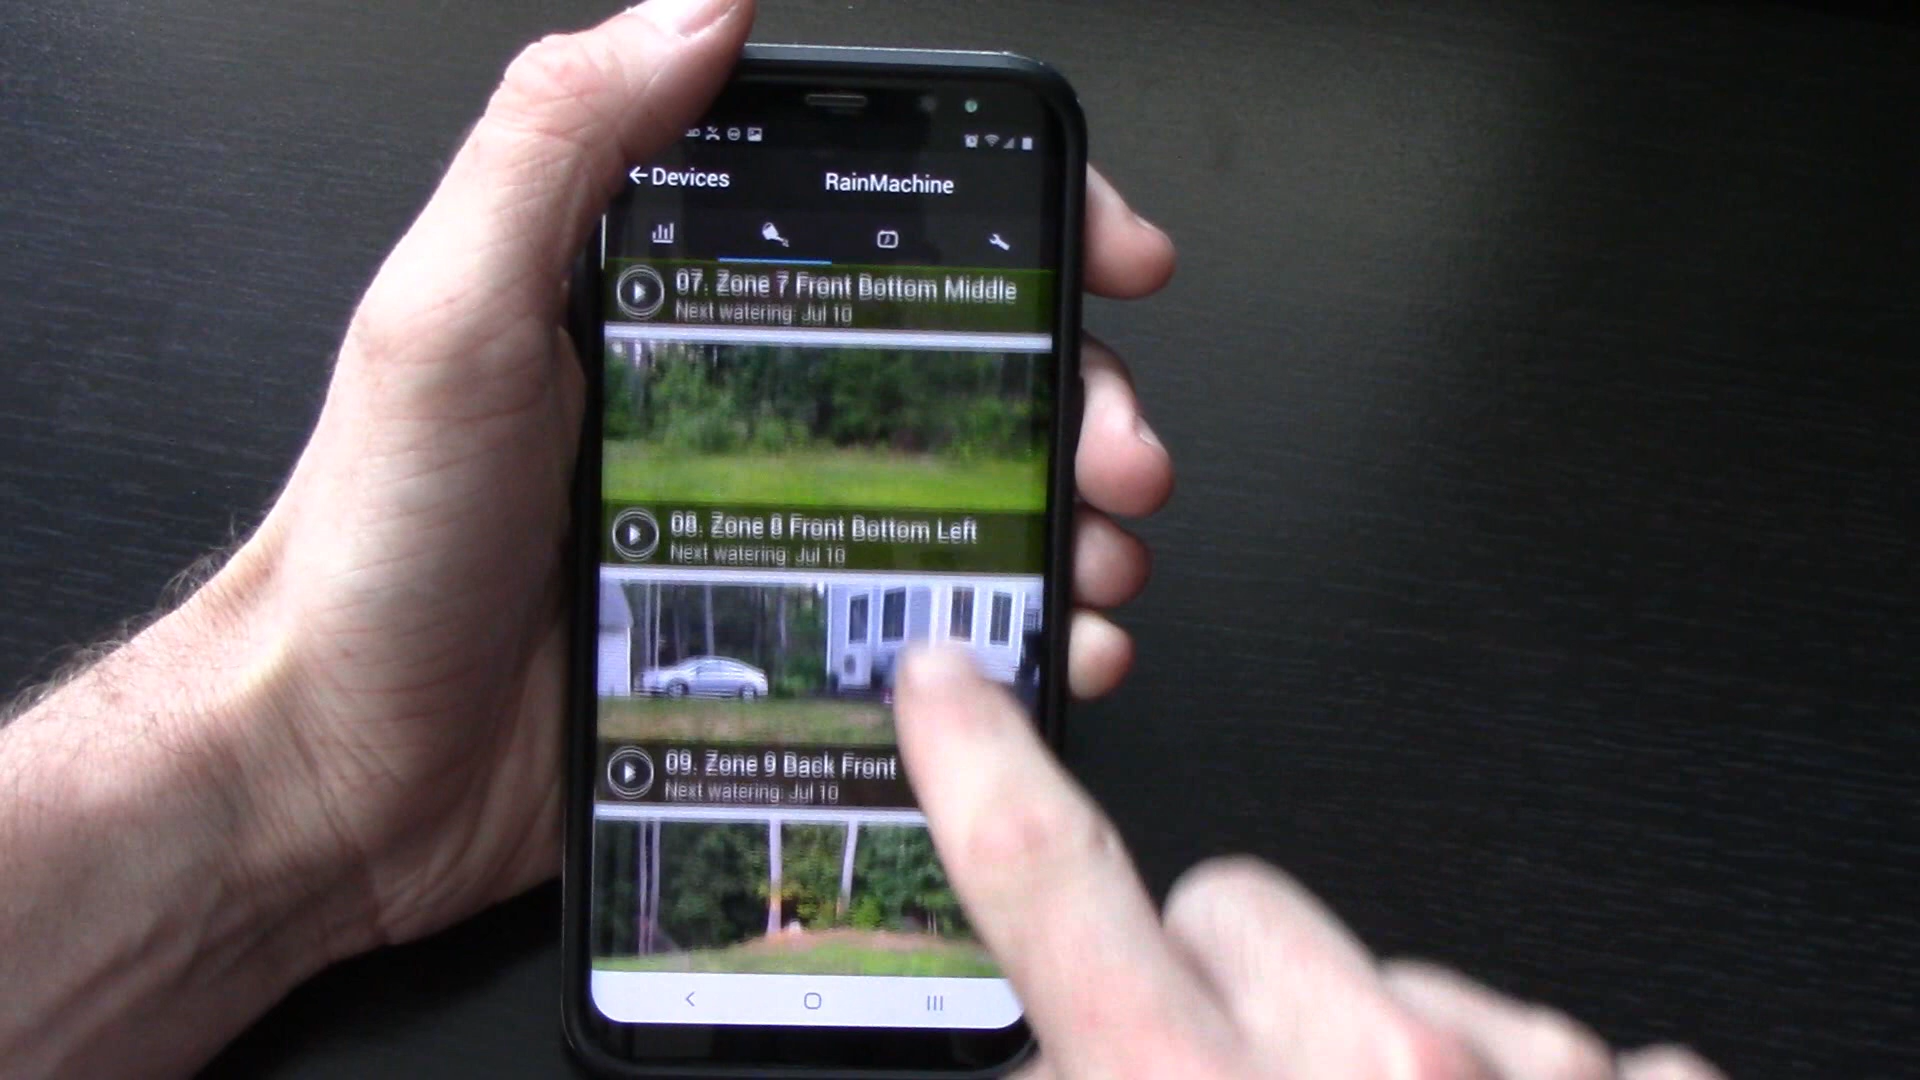 Devices
RainMachine
07. Zone 7 Front Bottom Middle
Next watering: Jul 10
08. Zone 8 Front Bottom Left
Next watering: Jul 10
09. Zone 9 Back Front
Next watering: Jul 10